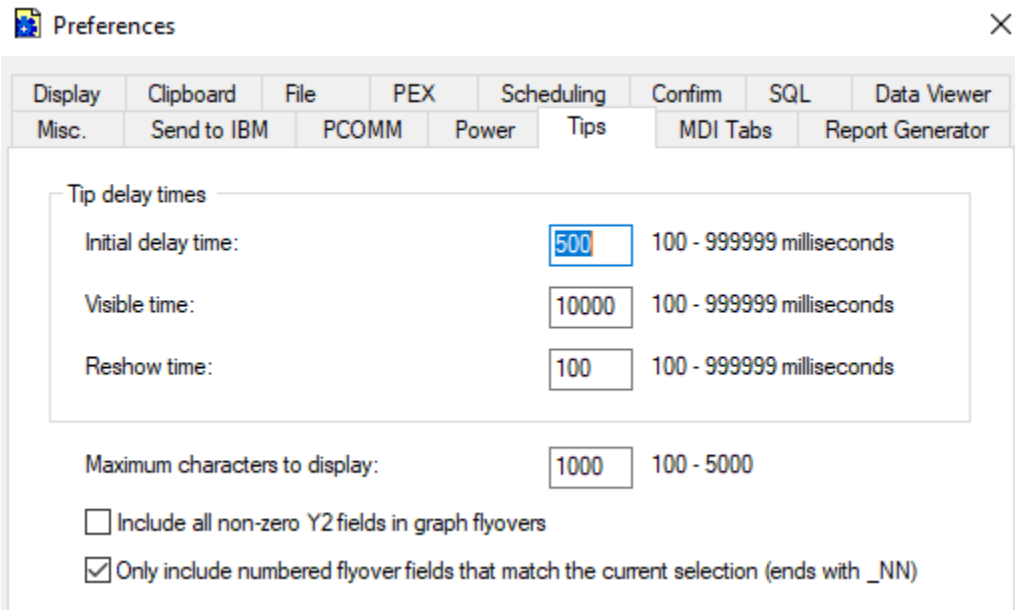 Preferences
Display Clipboard File PEX Scheduling Confirm SQL Data Viewer
Misc. Send to IBM PCOMM Power Tips MDI Tabs Report Generator
Tip delay times
Initial delay time: 500 100 - 999999 milliseconds
Visible time: 10000 100 - 999999 milliseconds
Reshow time: 100 100 - 999999 milliseconds
Maximum characters to display: 1000 100 - 5000
Include all non-zero Y2 fields in graph flyovers
Only include numbered flyover fields that match the current selection (ends with _NN)